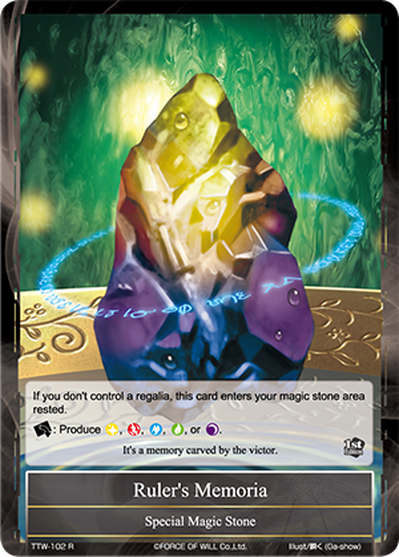 If you don't control a regalia, this card enters your magic stone area
rested.
: Produce , , , , or .
1st
It's a memory carved by the victor.
Ruler's Memoria
Special Magic Stone
TTW-102 R ©FORCE OF WILL Co.,Ltd. Illust/ (Ga-show)